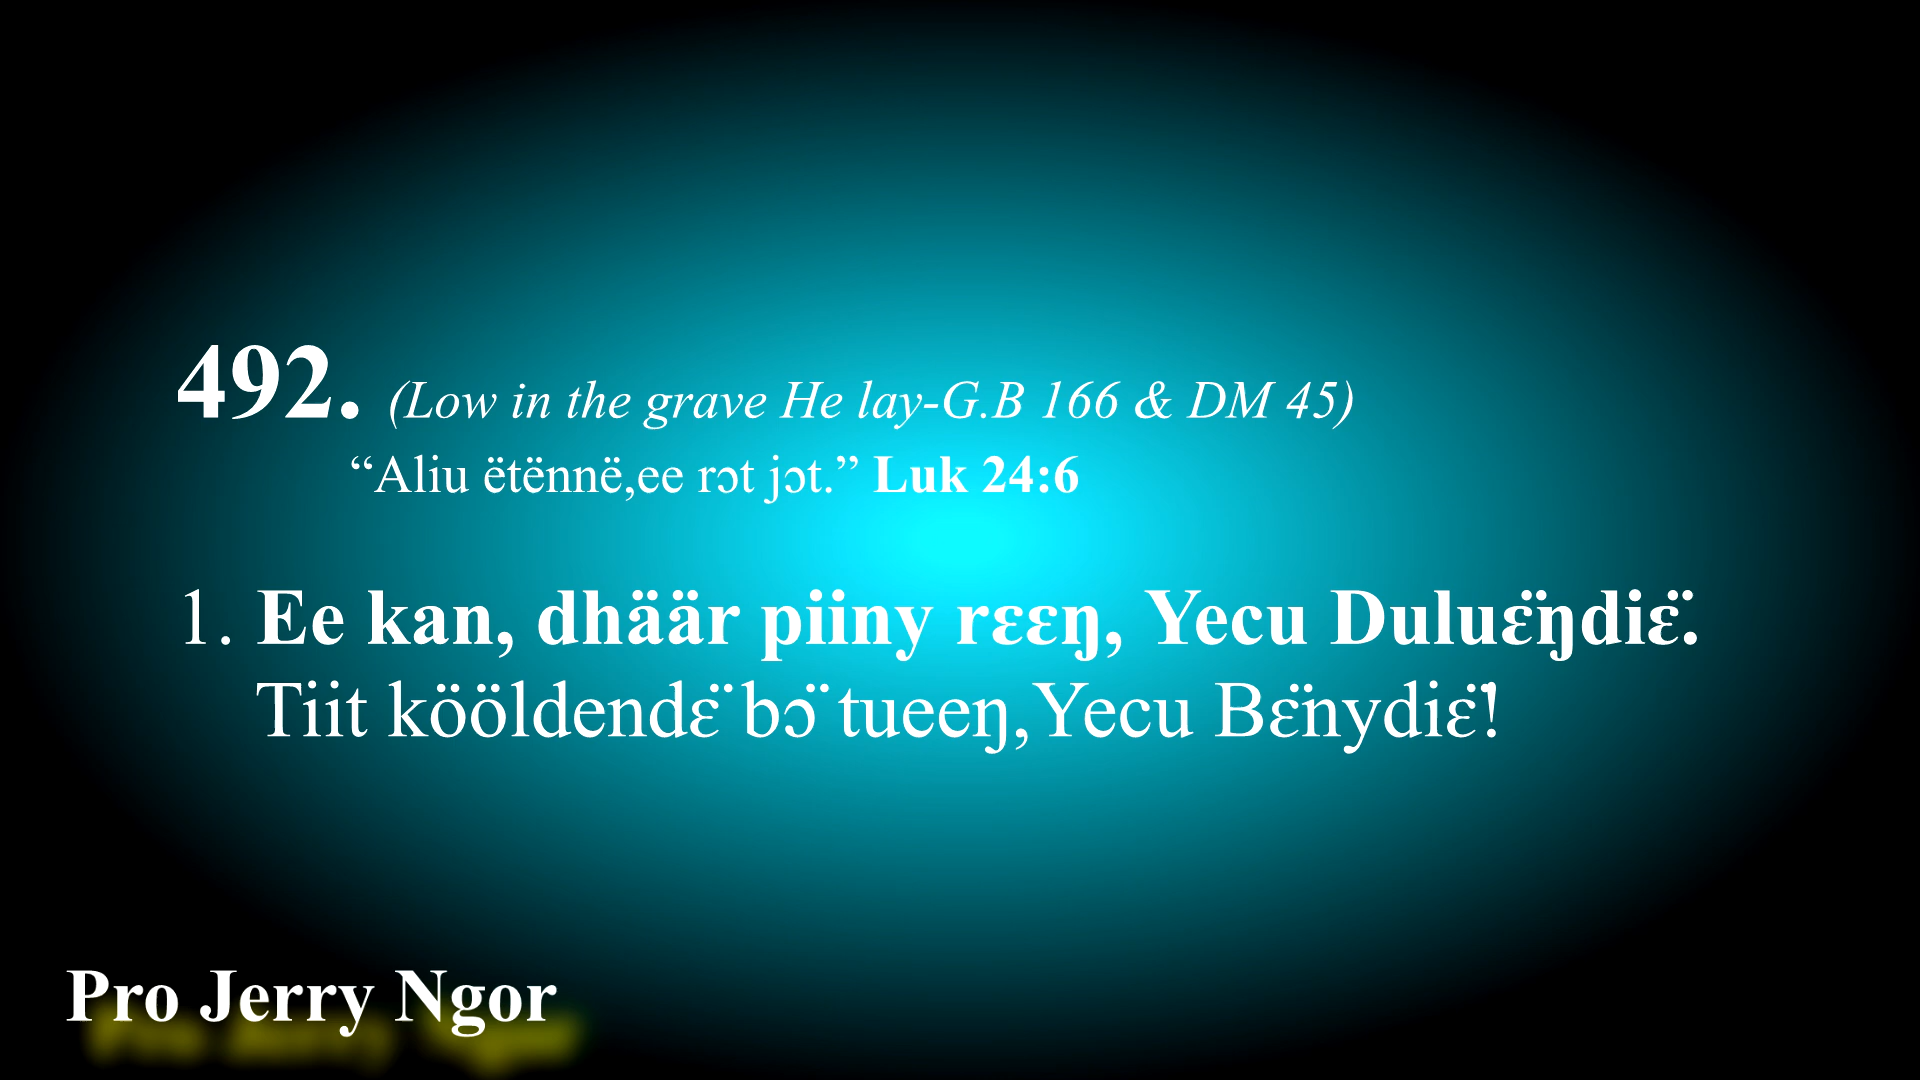 492. (Low in the grave He lay-G.B 166 & DM 45)
“Aliu ëtënnë,ee rɔt jɔt.” Luk 24:6
1. Ee kan, dhäär piiny rɛɛŋ, Yecu Duluɛ̈ŋdiɛ̈.
Tiit kööldendɛ̈ bɔ̈ tueeŋ,Yecu Bɛ̈nydiɛ̈!
Pro Jerry Ngor